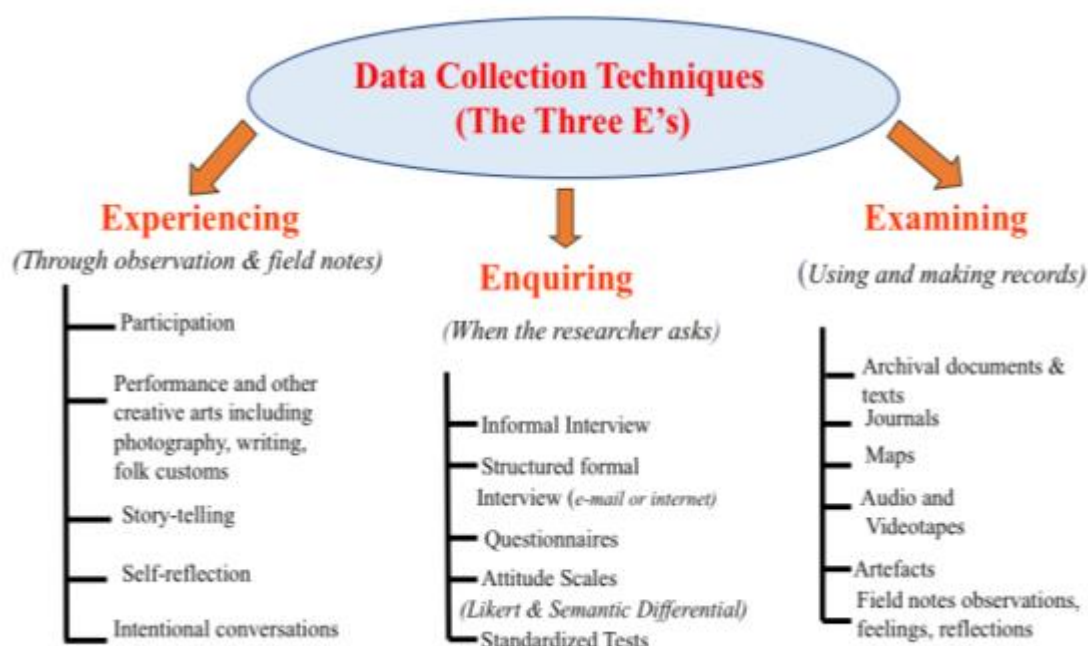 Data Collection Techniques
(The Three E's)
Experiencing
(Through observation & field notes)
Participation
Performance and other
creative arts including
photography, writing,
folk customs
Story-telling
Self-reflection
Intentional conversations
Enquiring
(When the researcher asks)
Informal Interview
Structured formal
Interview (e-mail or internet)
Questionnaires
Attitude Scales
(Likert & Semantic Differential)
Standardized Tests
Examining
(Using and making records)
Archival documents &
texts
Journals
Maps
Audio and
Videotapes
Artefacts
Field notes observations,
feelings, reflections